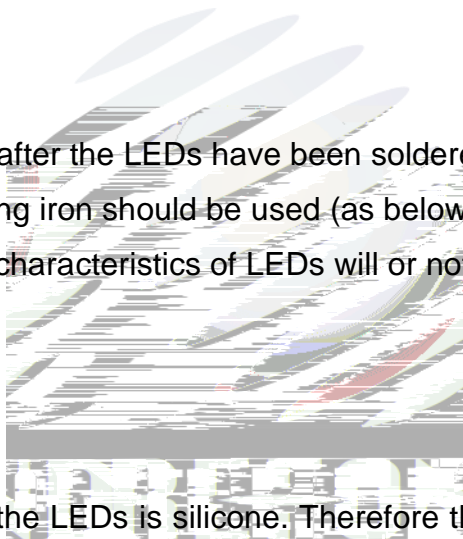 after the LEDs have been soldere
ng iron should be used (as below
characteristics of LEDs will or no
the LEDs is silicone. Therefore th